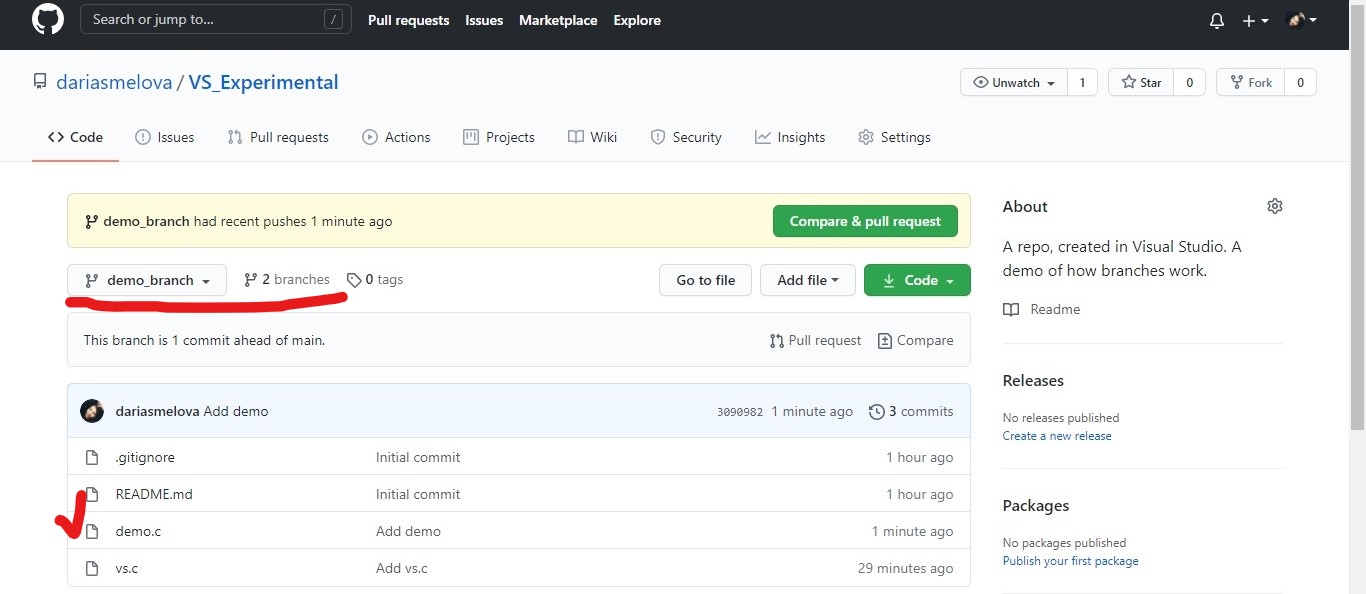 Search or jump to... / Pull requests Issues Marketplace Explore
dariasmelova / VS_Experimental Unwatch 1 Star 0 Fork 0
Code Issues Pull requests Actions Projects Wiki Security Insights Settings
demo_branch had recent pushes 1 minute ago Compare & pull request
demo_branch 2 branches 0 tags Go to file Add file Code
This branch is 1 commit ahead of main. Pull request Compare
dariasmelova Add demo 3090982 1 minute ago 3 commits
.gitignore Initial commit 1 hour ago
README.md Initial commit 1 hour ago
demo.c Add demo 1 minute ago
vs.c Add vs.c 29 minutes ago
About
A repo, created in Visual Studio. A
demo of how branches work.
Readme
Releases
No releases published
Create a new release
Packages
No packages published
Publish your first package